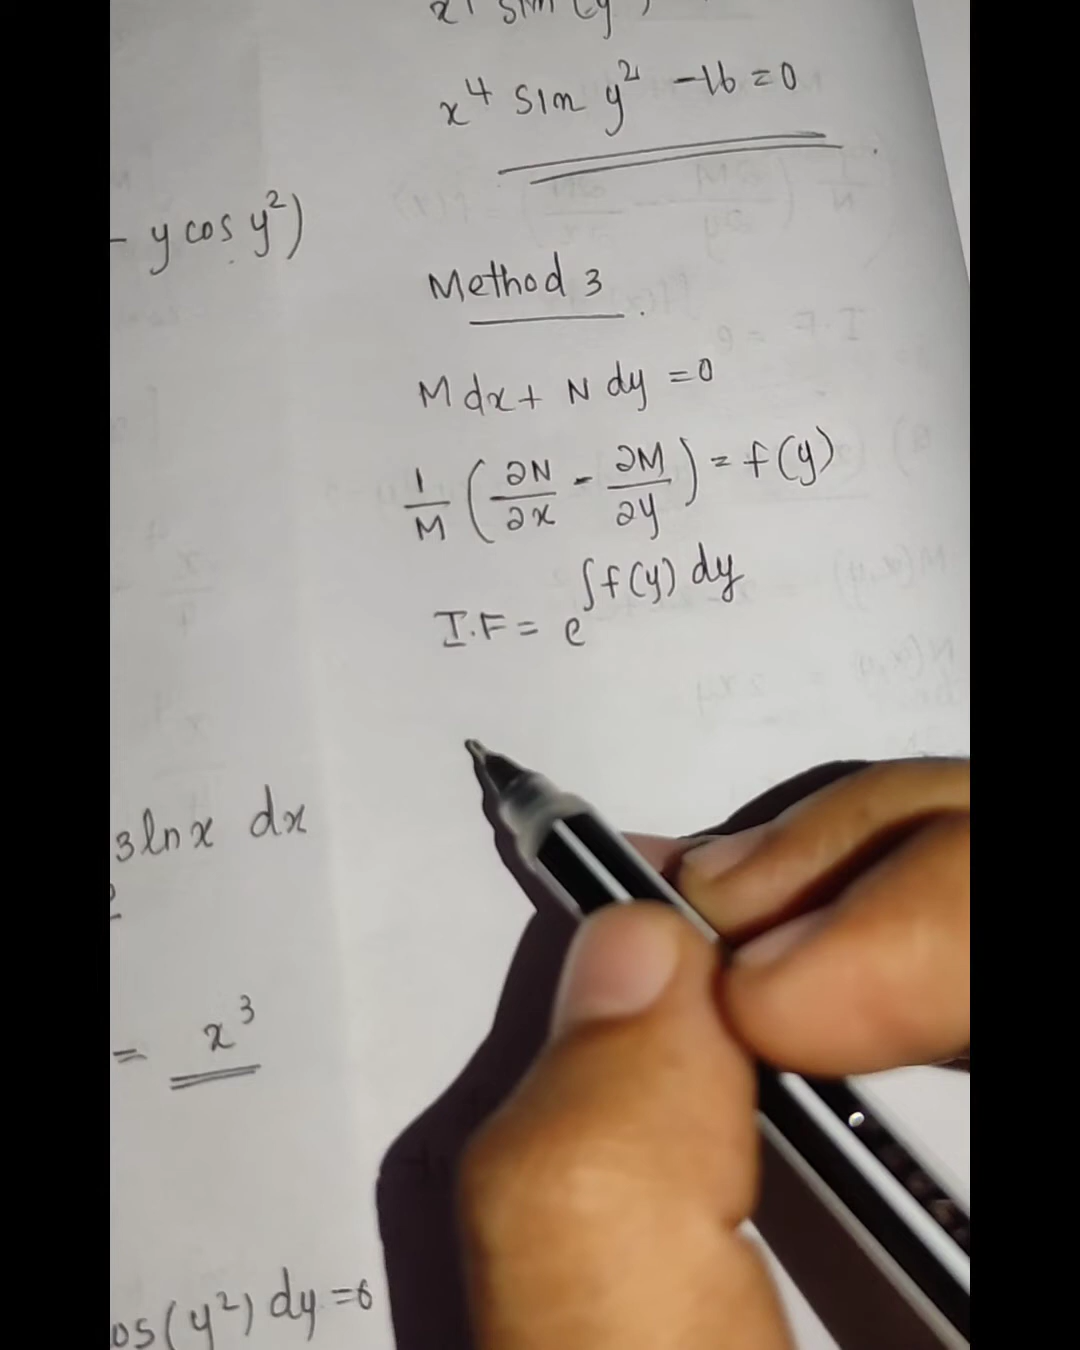 x⁴ sin y² - 16 = 0
- y cos y²)
Method 3
M dx + N dy = 0
1/M (∂N/∂x - ∂M/∂y) = f(y)
I.F = e^∫f(y) dy
3lnx dx
= x³
os(y²) dy = 0